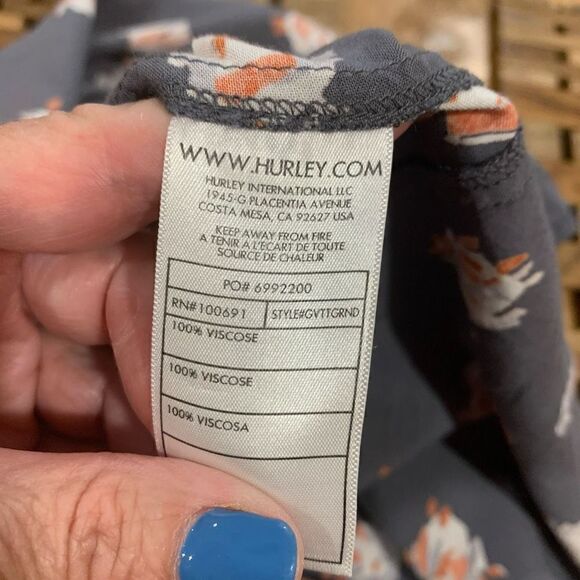 WWW.HURLEY.COM
HURLEY INTERNATIONAL LLC
1945-G PLACENTIA AVENUE
COSTA MESA, CA 92627 USA
KEEP AWAY FROM FIRE
A TENIR A L'ECART DE TOUTE
SOURCE DE CHALEUR
PO# 6992200
RN#100691 STYLE#GVTTGRND
100% VISCOSE
100% VISCOSE
100% VISCOSA